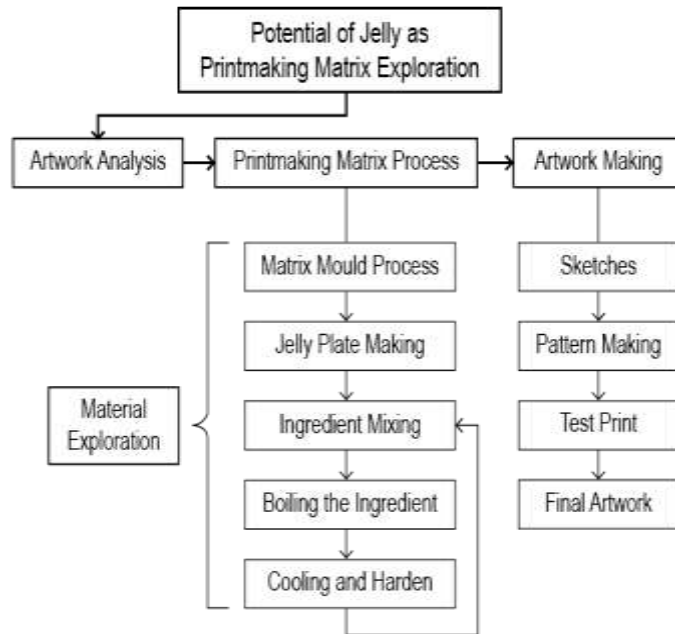 Potential of Jelly as
Printmaking Matrix Exploration
Artwork Analysis
Printmaking Matrix Process
Artwork Making
Matrix Mould Process
Sketches
Jelly Plate Making
Pattern Making
Material
Exploration
Ingredient Mixing
Test Print
Boiling the Ingredient
Final Artwork
Cooling and Harden